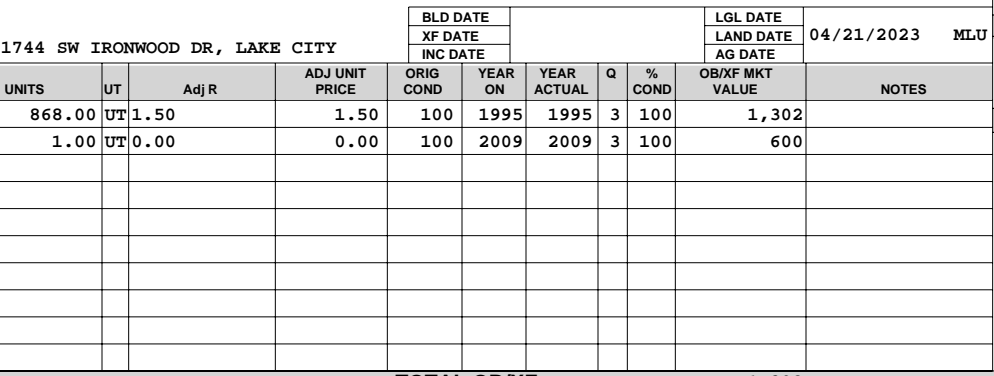 BLD DATE LGL DATE
XF DATE LAND DATE 04/21/2023 MLU
1744 SW IRONWOOD DR, LAKE CITY INC DATE AG DATE
UNITS UT Adj R ADJ UNIT PRICE ORIG COND YEAR ON YEAR ACTUAL Q % COND OB/XF MKT VALUE NOTES
868.00 UT 1.50 1.50 100 1995 1995 3 100 1,302
1.00 UT 0.00 0.00 100 2009 2009 3 100 600